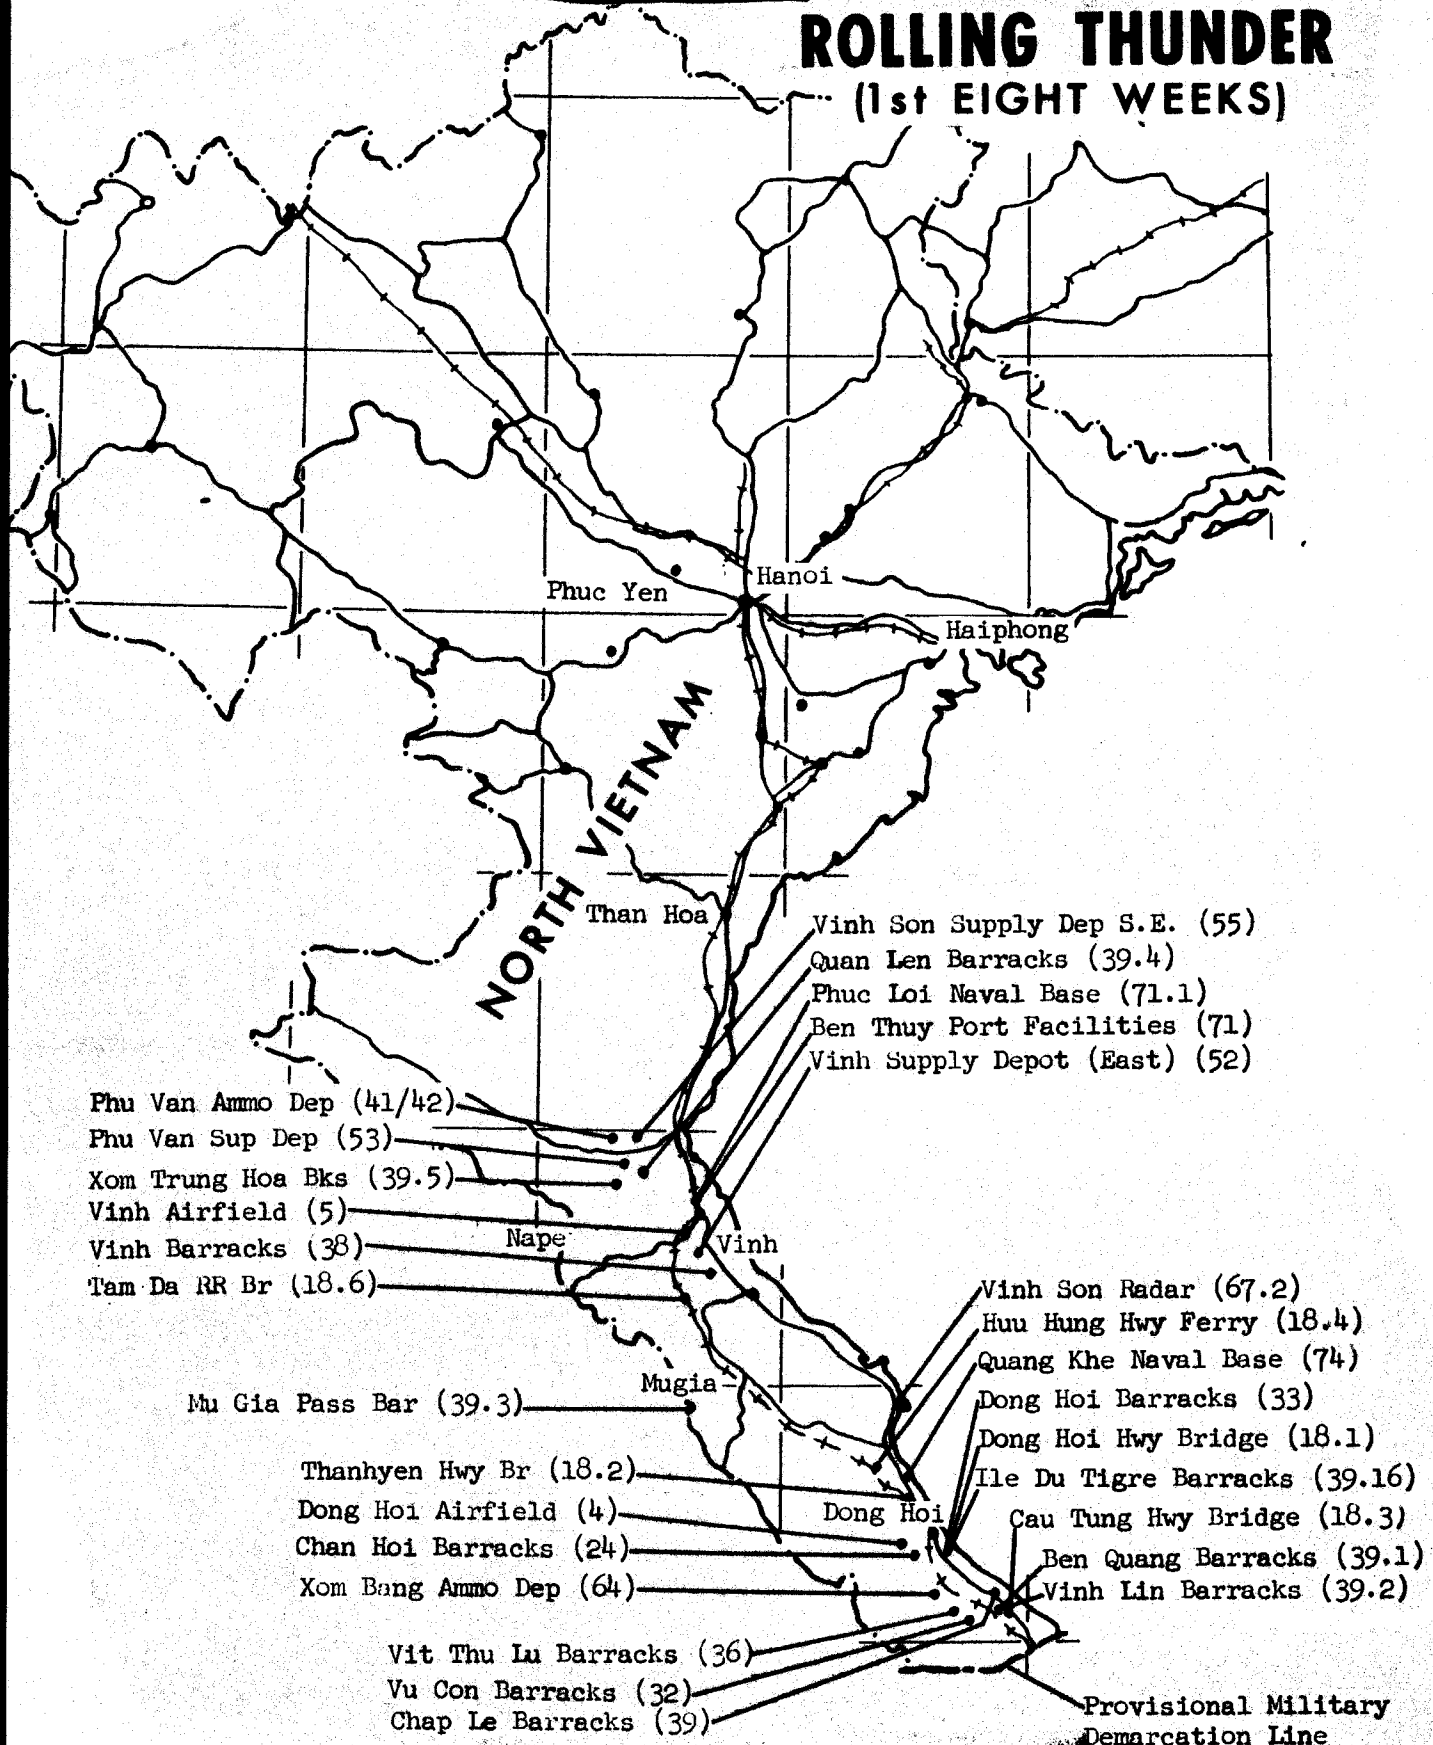 ROLLING THUNDER
(1st EIGHT WEEKS)
Hanoi
Phuc Yen
Haiphong
NORTH VIETNAM
Than Hoa
Vinh Son Supply Dep S.E. (55)
Quan Len Barracks (39.4)
Phuc Loi Naval Base (71.1)
Ben Thuy Port Facilities (71)
Vinh Supply Depot (East) (52)
Phu Van Ammo Dep (41/42)
Phu Van Sup Dep (53)
Xom Trung Hoa Bks (39.5)
Vinh Airfield (5)
Vinh Barracks (38)
Tam Da RR Br (18.6)
Nape
Vinh
Vinh Son Radar (67.2)
Huu Hung Hwy Ferry (18.4)
Quang Khe Naval Base (74)
Dong Hoi Barracks (33)
Dong Hoi Hwy Bridge (18.1)
Ile Du Tigre Barracks (39.16)
Cau Tung Hwy Bridge (18.3)
Ben Quang Barracks (39.1)
Vinh Lin Barracks (39.2)
Mugia
Mu Gia Pass Bar (39.3)
Thanhyen Hwy Br (18.2)
Dong Hoi Airfield (4)
Chan Hoi Barracks (24)
Xom Bang Ammo Dep (64)
Dong Hoi
Vit Thu Lu Barracks (36)
Vu Con Barracks (32)
Chap Le Barracks (39)
Provisional Military
Demarcation Line